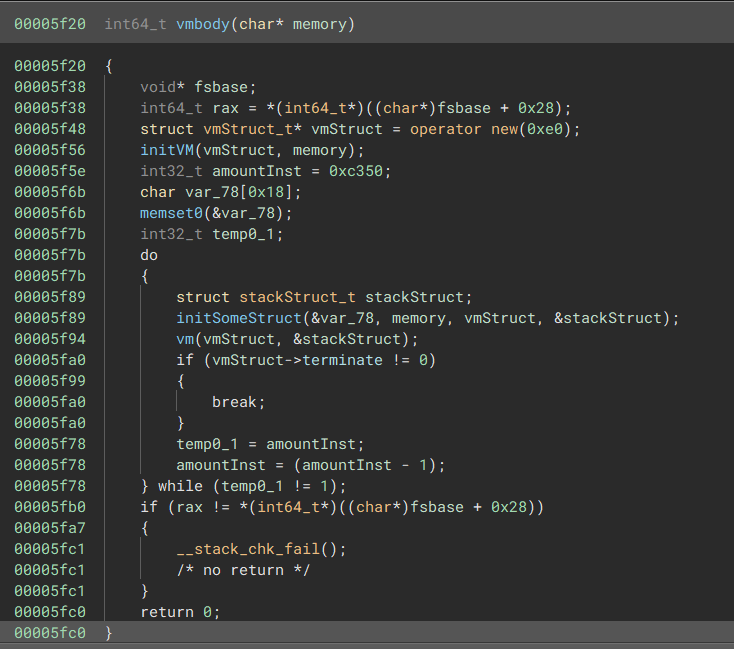 00005f20  int64_t vmbody(char* memory)
00005f20  {
00005f38      void* fsbase;
00005f38      int64_t rax = *(int64_t*)((char*)fsbase + 0x28);
00005f48      struct vmStruct_t* vmStruct = operator new(0xe0);
00005f56      initVM(vmStruct, memory);
00005f5e      int32_t amountInst = 0xc350;
00005f6b      char var_78[0x18];
00005f6b      memset0(&var_78);
00005f7b      int32_t temp0_1;
00005f7b      do
00005f7b      {
00005f89          struct stackStruct_t stackStruct;
00005f89          initSomeStruct(&var_78, memory, vmStruct, &stackStruct);
00005f94          vm(vmStruct, &stackStruct);
00005fa0          if (vmStruct->terminate != 0)
00005f99          {
00005fa0              break;
00005fa0          }
00005f78          temp0_1 = amountInst;
00005f78          amountInst = (amountInst - 1);
00005f78      } while (temp0_1 != 1);
00005fb0      if (rax != *(int64_t*)((char*)fsbase + 0x28))
00005fa7      {
00005fc1          __stack_chk_fail();
00005fc1          /* no return */
00005fc1      }
00005fc0      return 0;
00005fc0  }